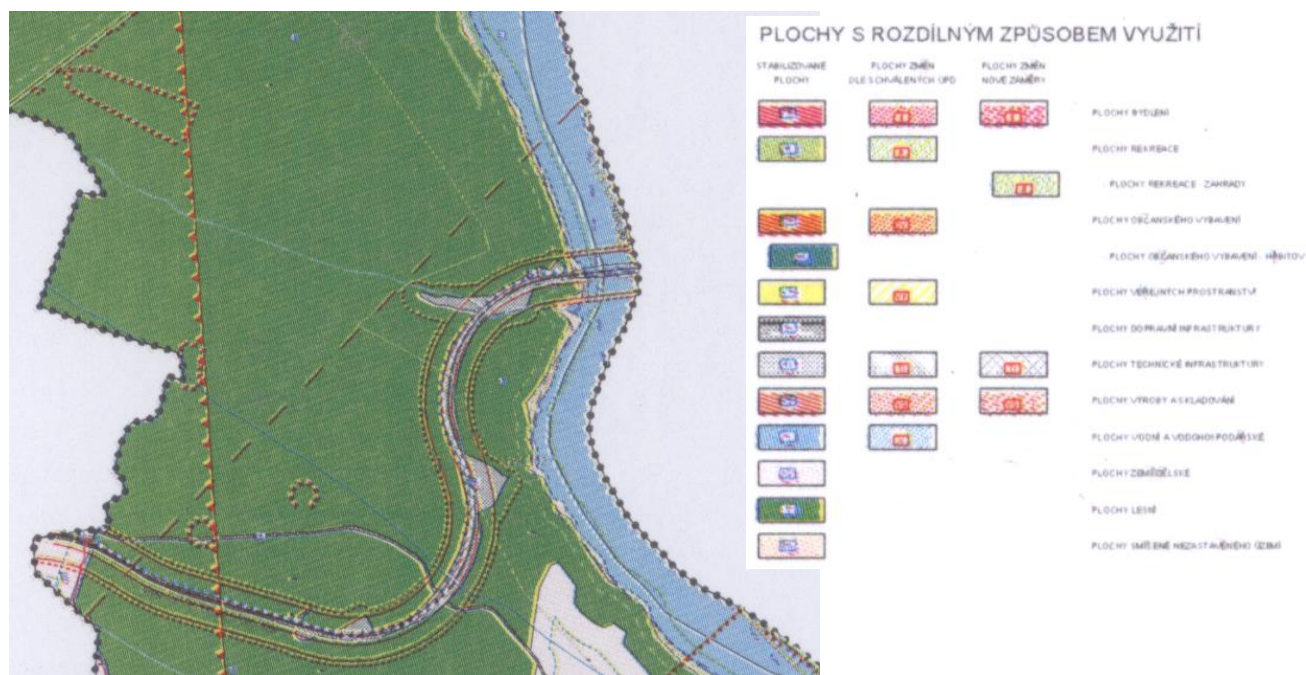 PLOCHY S ROZDÍLNÝM ZPŮSOBEM VYUŽITÍ
STABILIZOVANÉ PLOCHY
PLOCHY ZMĚN DLE SCHVÁLENÝCH ÚPD
PLOCHY ZMĚN NOVÉ ZÁMĚRY
PLOCHY BYDLENÍ
PLOCHY REKREACE
PLOCHY REKREACE - ZAHRADY
PLOCHY OBČANSKÉHO VYBAVENÍ
PLOCHY OBČANSKÉHO VYBAVENÍ - HŘBITOV
PLOCHY VEŘEJNÝCH PROSTRANSTVÍ
PLOCHY DOPRAVNÍ INFRASTRUKTURY
PLOCHY TECHNICKÉ INFRASTRUKTURY
PLOCHY VÝROBY A SKLADOVÁNÍ
PLOCHY VODNÍ A VODOHOSPODÁŘSKÉ
PLOCHY ZEMĚDĚLSKÉ
PLOCHY LESNÍ
PLOCHY SMÍŠENÉ NEZASTAVĚNÉHO ÚZEMÍ